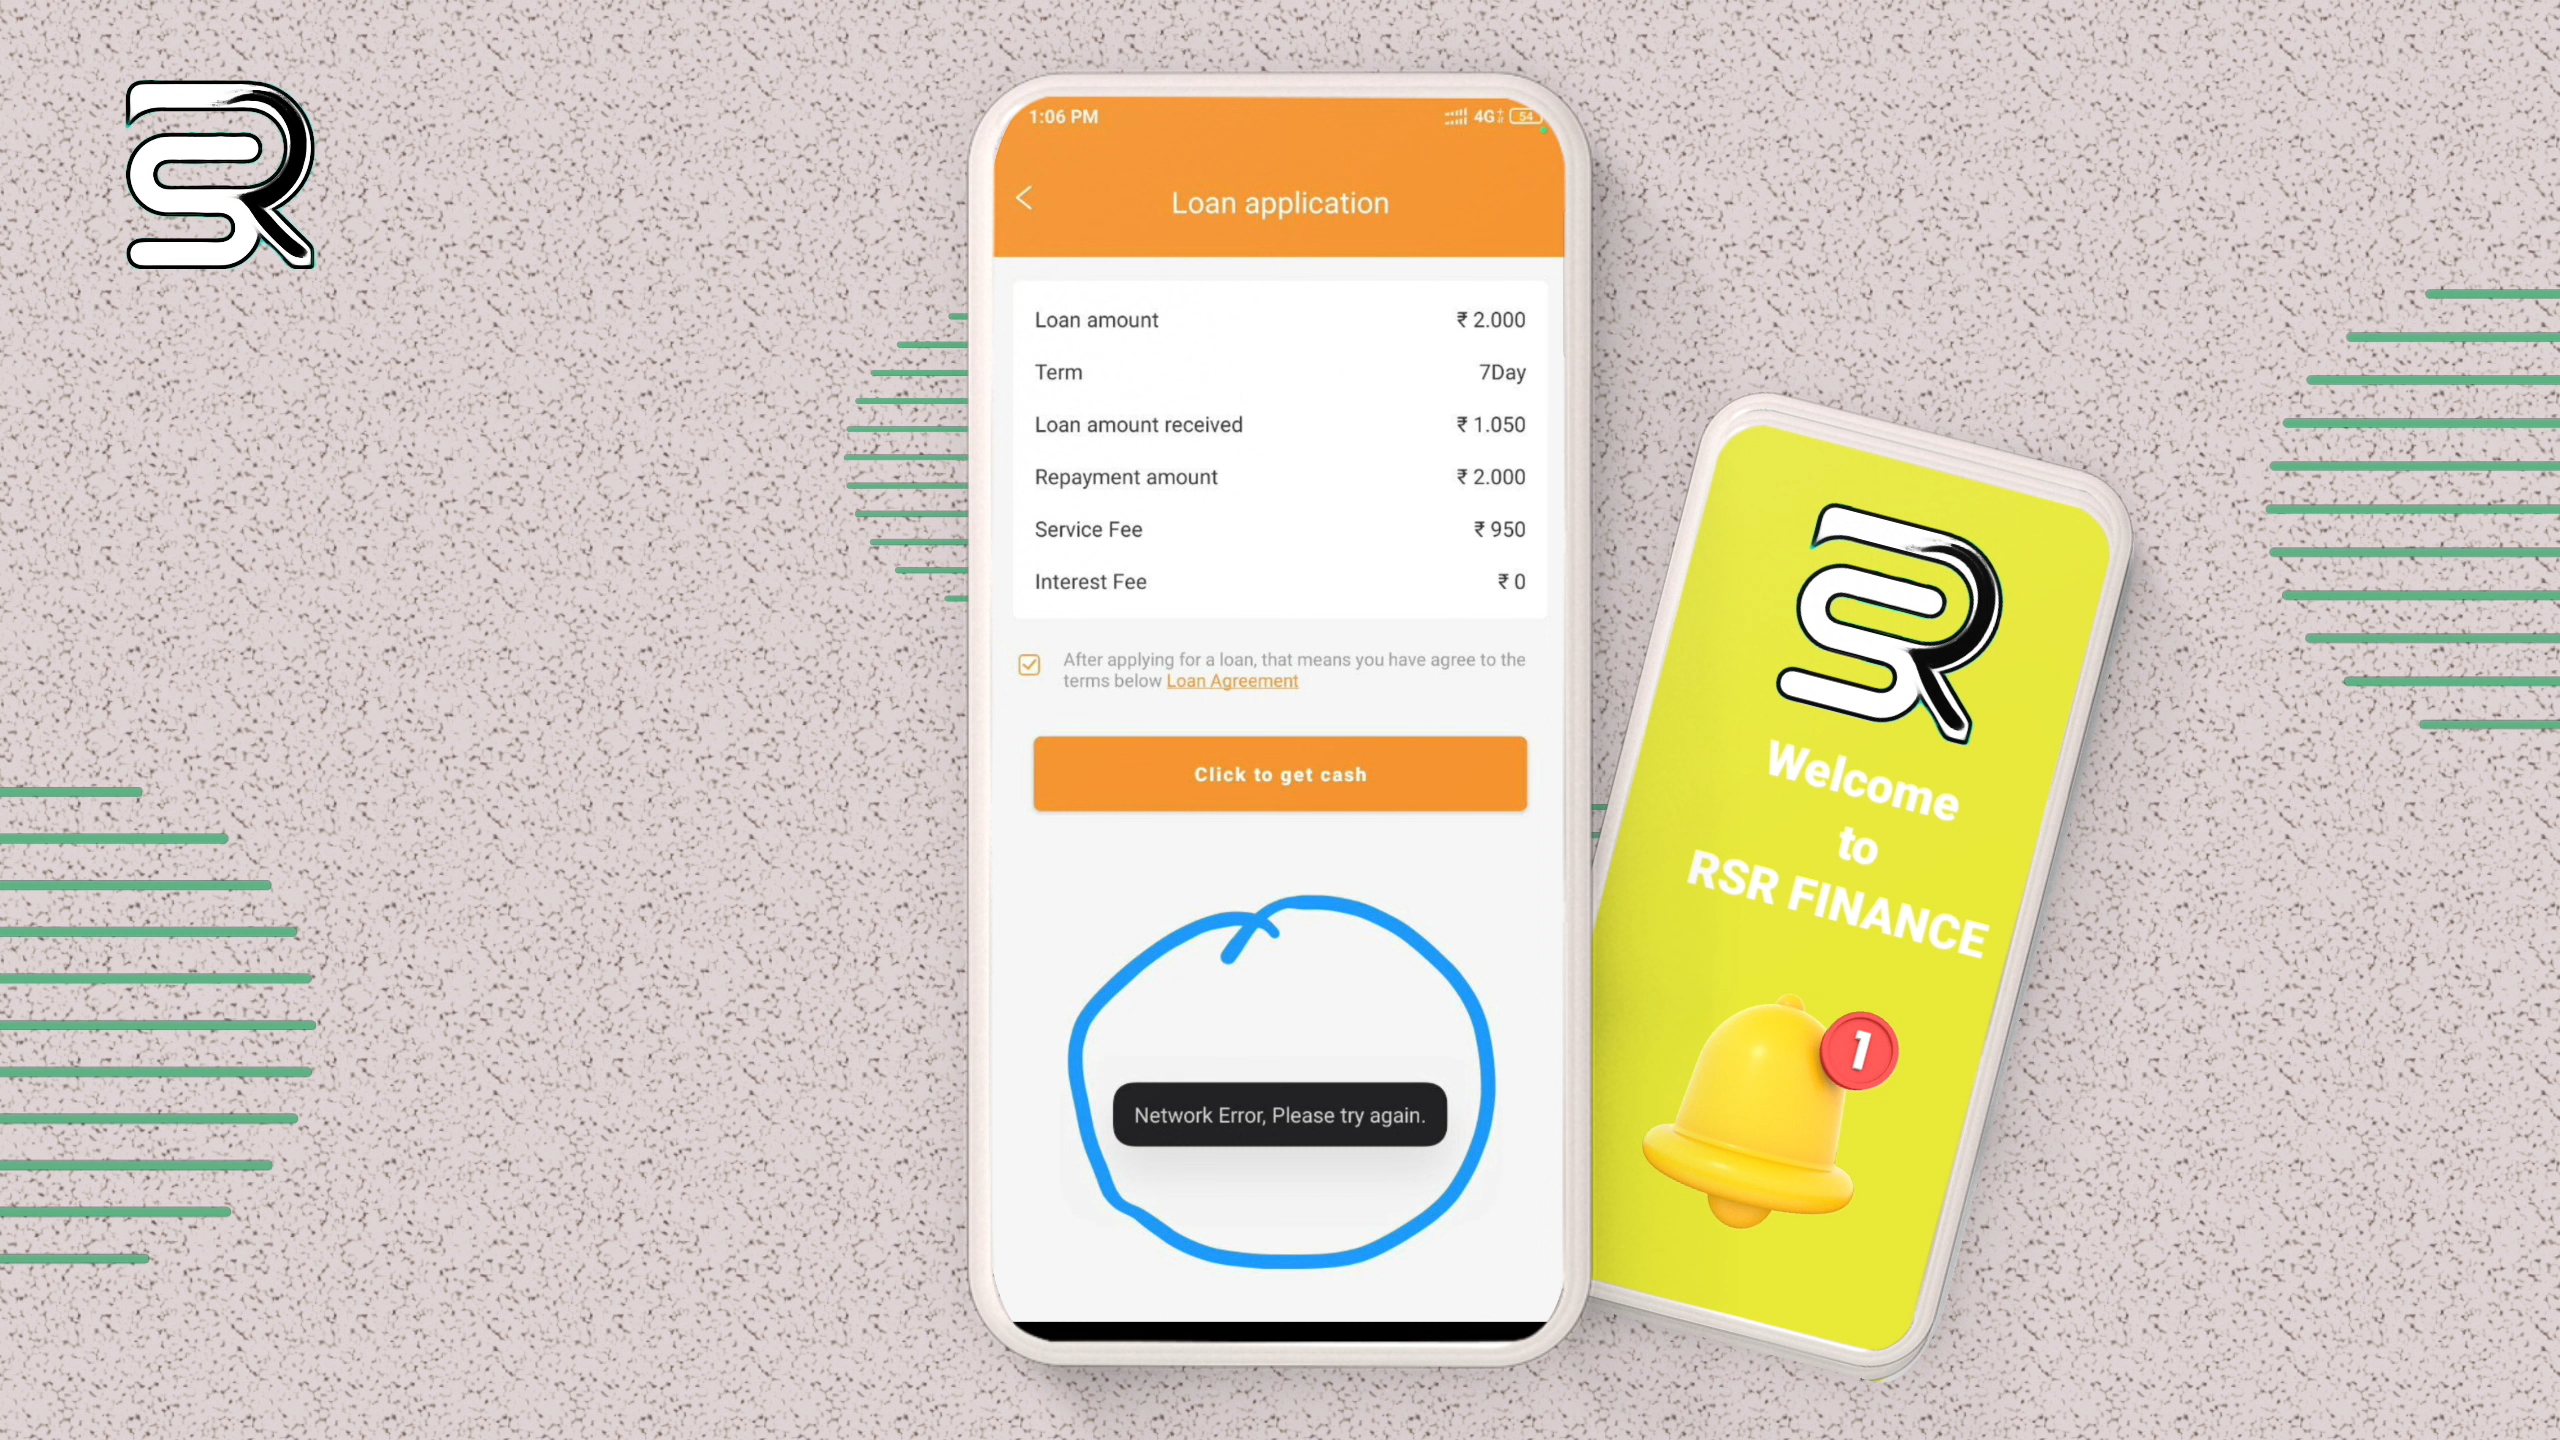 1:06 PM
4G
54
Loan application
Loan amount ₹ 2.000
Term 7Day
Loan amount received ₹ 1.050
Repayment amount ₹ 2.000
Service Fee ₹ 950
Interest Fee ₹ 0
After applying for a loan, that means you have agree to the
terms below Loan Agreement
Click to get cash
Network Error, Please try again.
Welcome
to
RSR FINANCE
1